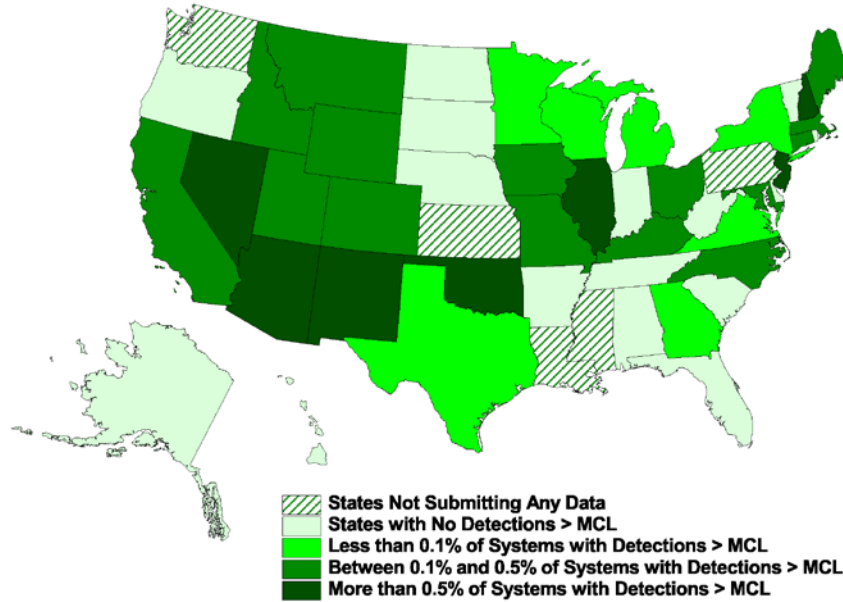 States Not Submitting Any Data
States with No Detections > MCL
Less than 0.1% of Systems with Detections > MCL
Between 0.1% and 0.5% of Systems with Detections > MCL
More than 0.5% of Systems with Detections > MCL